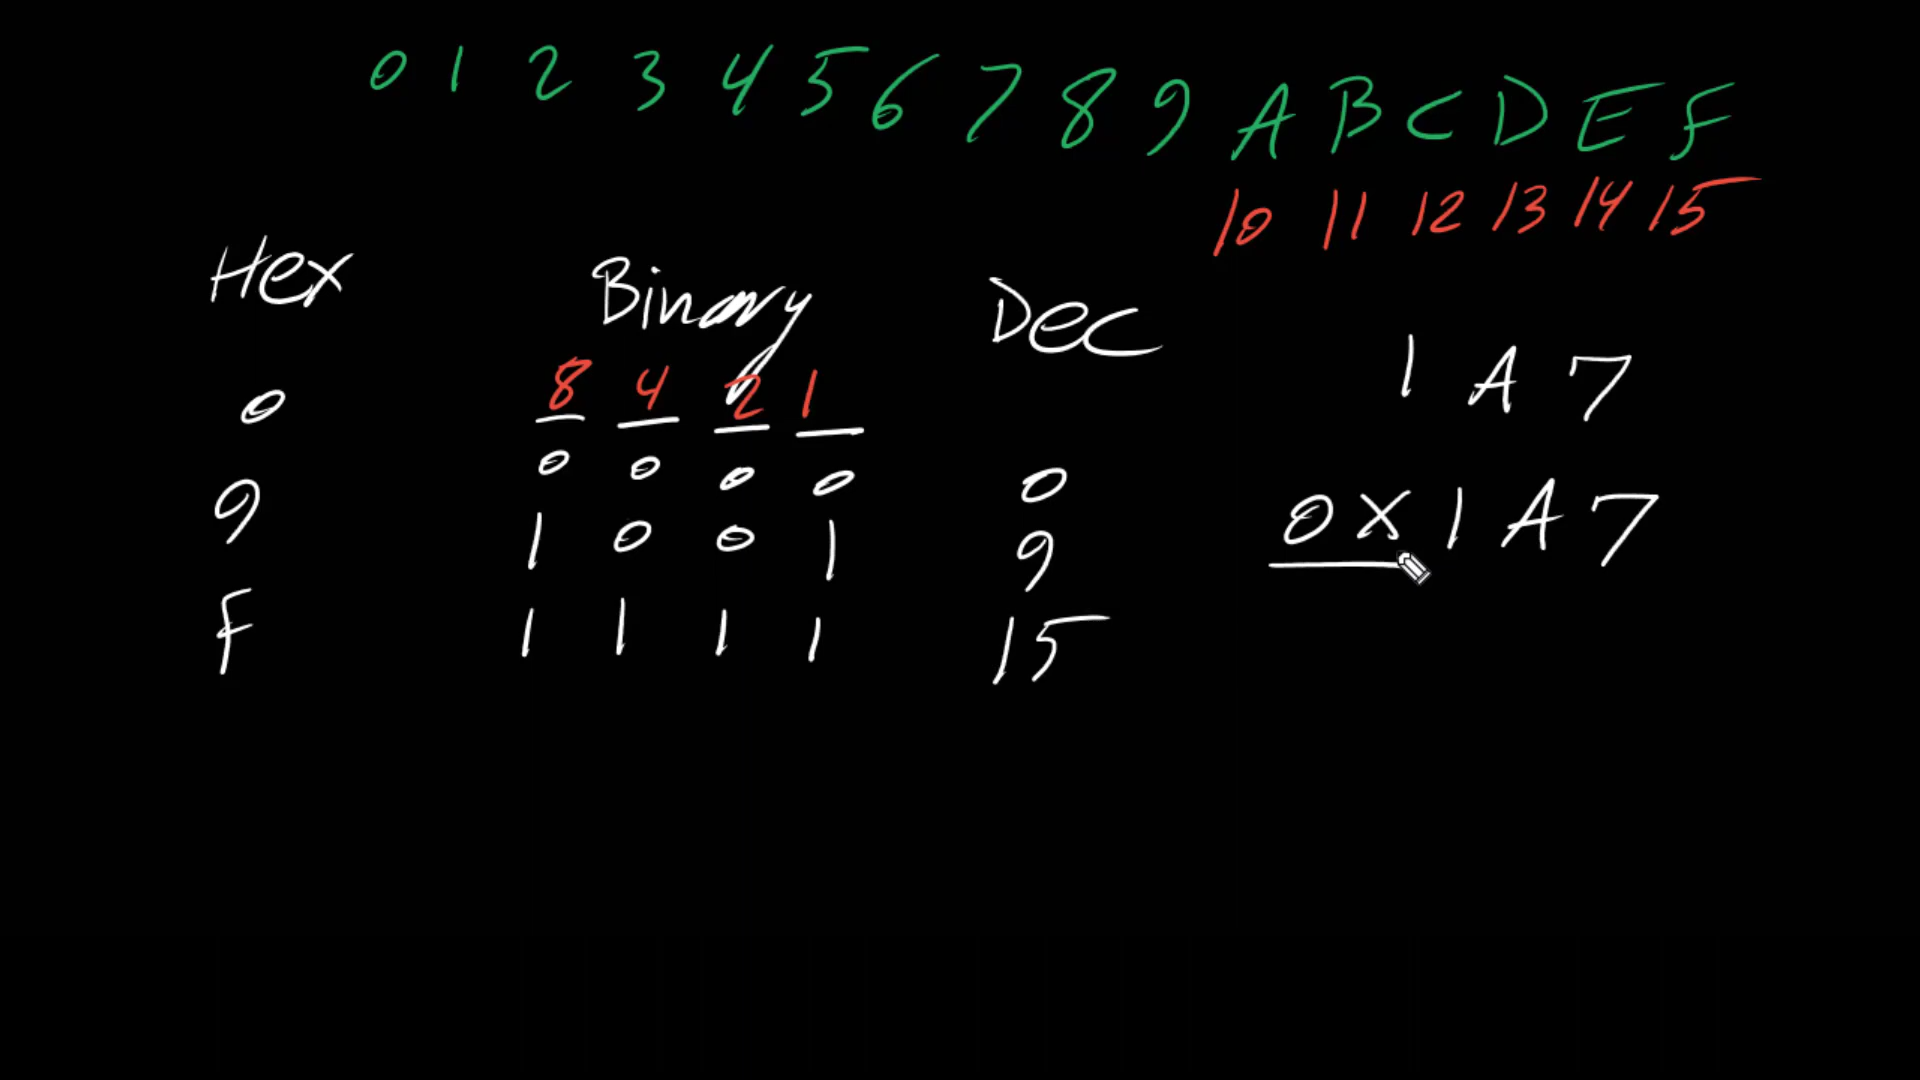 0 1 2 3 4 5 6 7 8 9 A B C D E F
10 11 12 13 14 15
Hex Binary Dec
8 4 2 1
0 0 0 0 0 0
9 1 0 0 1 9
F 1 1 1 1 15
1 A 7
0x1A7